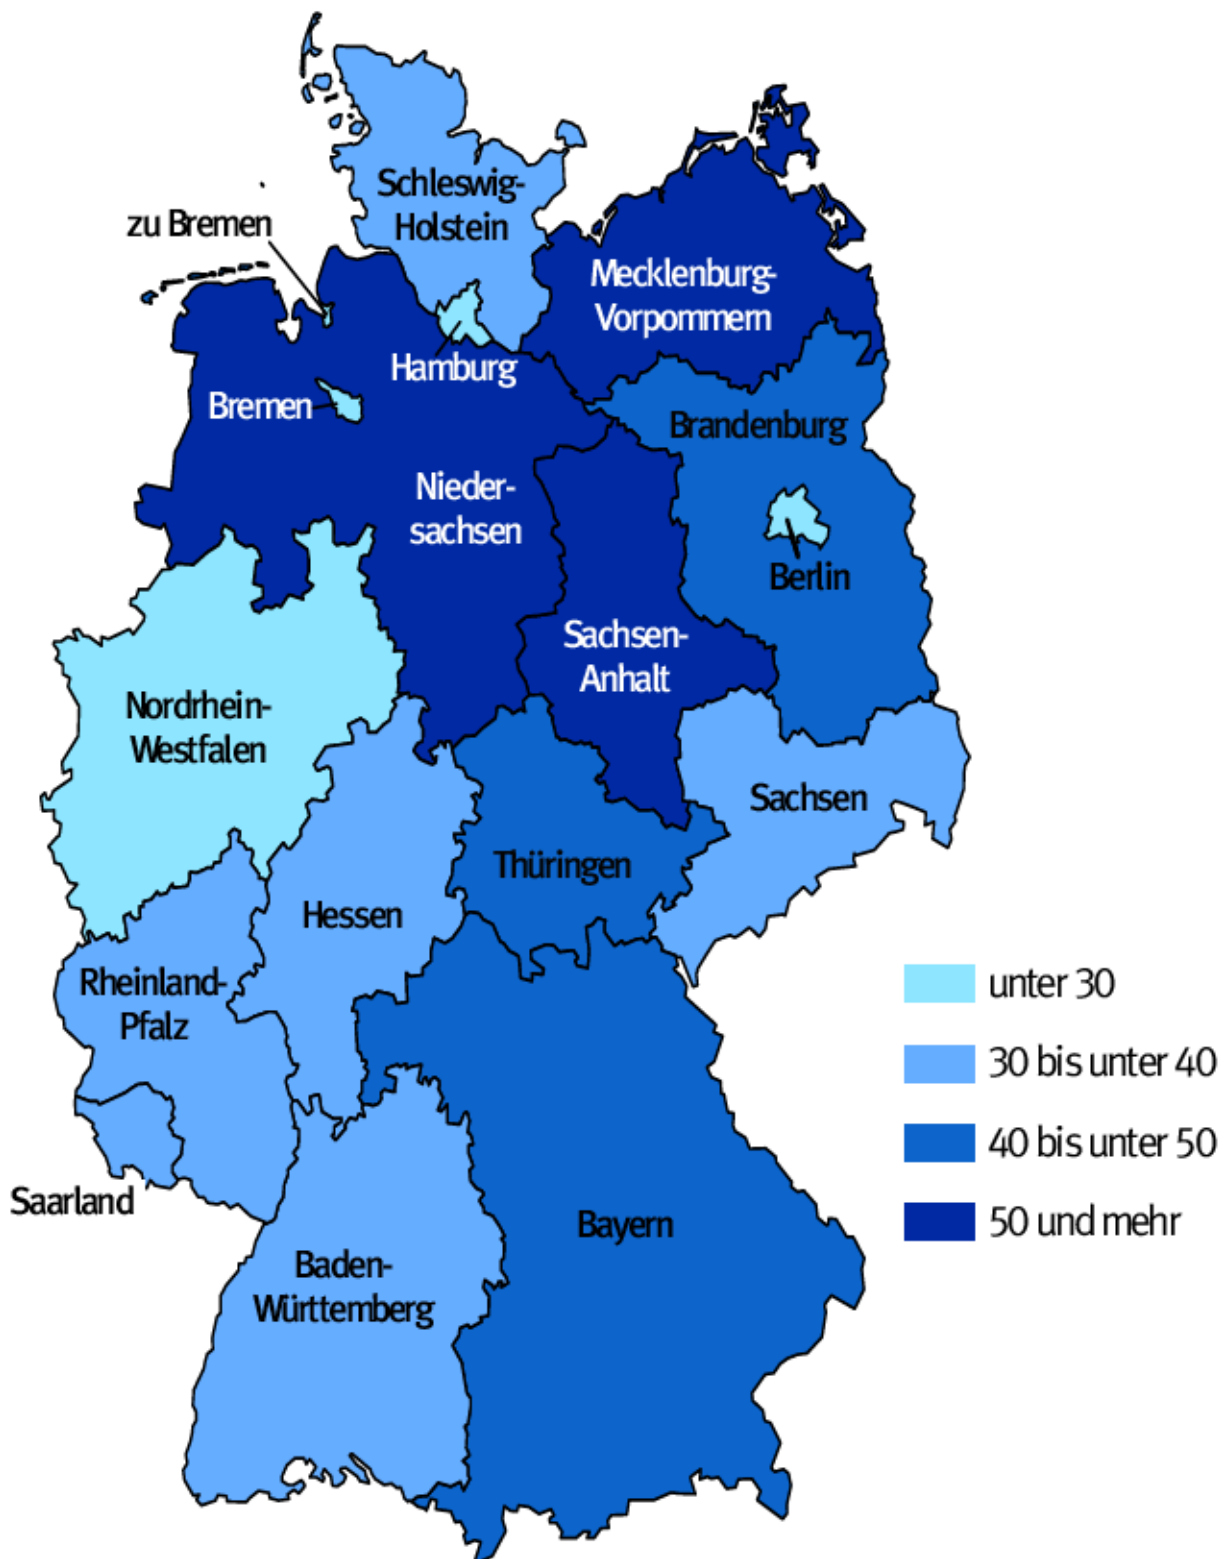 Schleswig-
Holstein
zu Bremen
Mecklenburg-
Vorpommern
Hamburg
Bremen
Brandenburg
Nieder-
sachsen
Berlin
Sachsen-
Anhalt
Nordrhein-
Westfalen
Sachsen
Thüringen
Hessen
Rheinland-
Pfalz
Saarland
Bayern
Baden-
Württemberg
unter 30
30 bis unter 40
40 bis unter 50
50 und mehr